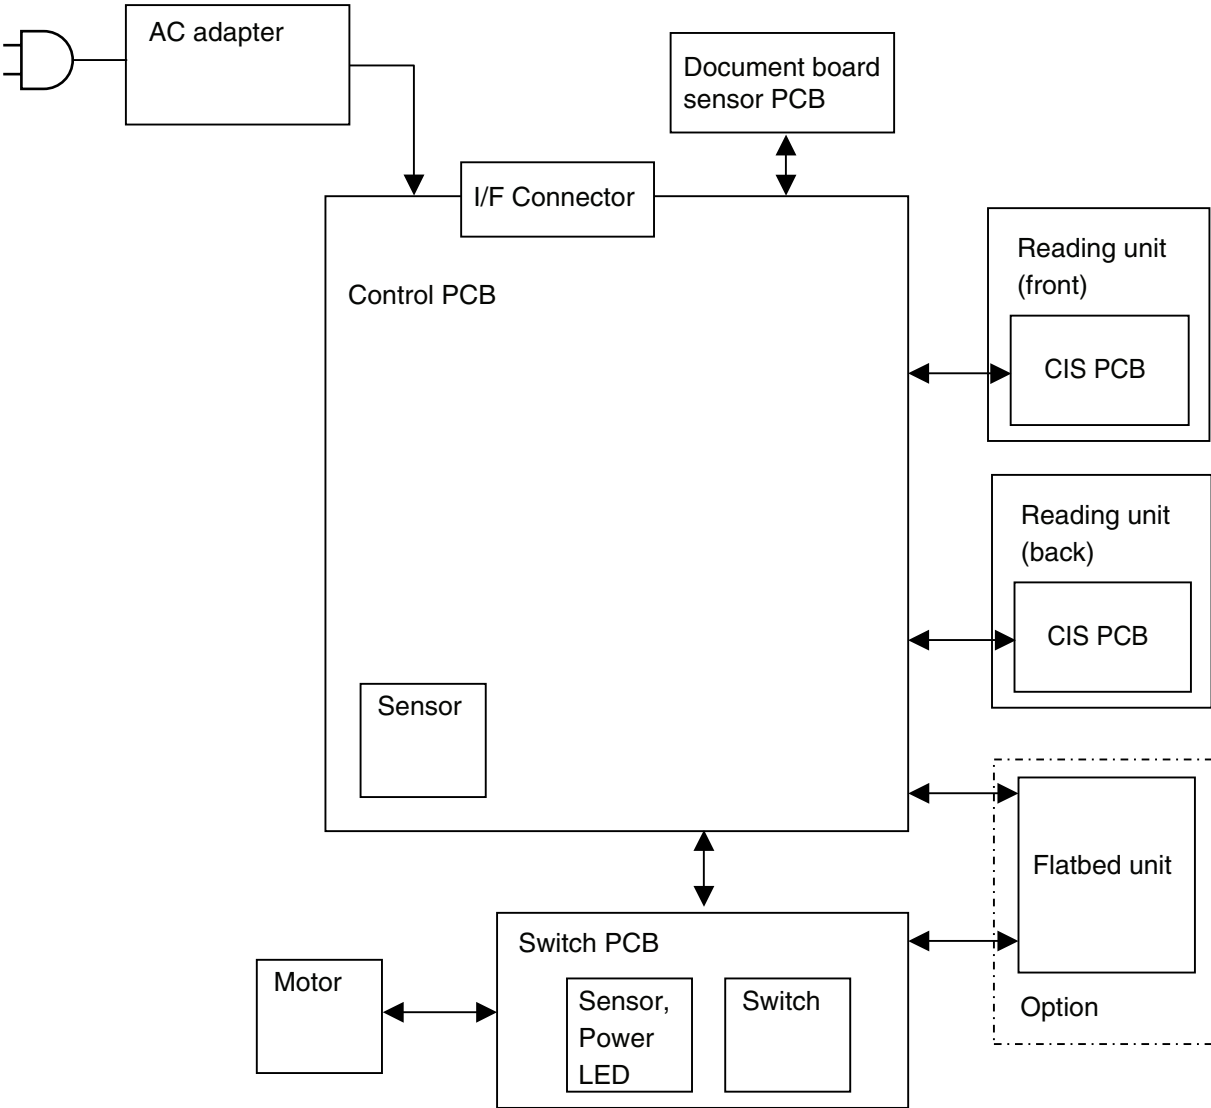 AC adapter
Document board
sensor PCB
I/F Connector
Control PCB
Reading unit
(front)
CIS PCB
Reading unit
(back)
CIS PCB
Sensor
Flatbed unit
Option
Switch PCB
Motor
Sensor,
Power
LED
Switch